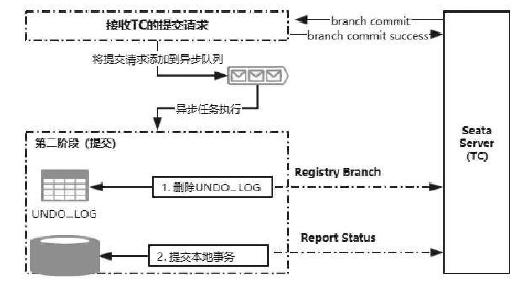 接收TC的提交请求
branch commit
branch commit success
将提交请求添加到异步队列
异步任务执行
第二阶段 (提交)
Seata
Server
(TC)
1. 删除UNDO_LOG
Registry Branch
UNDO_LOG
2. 提交本地事务
Report Status